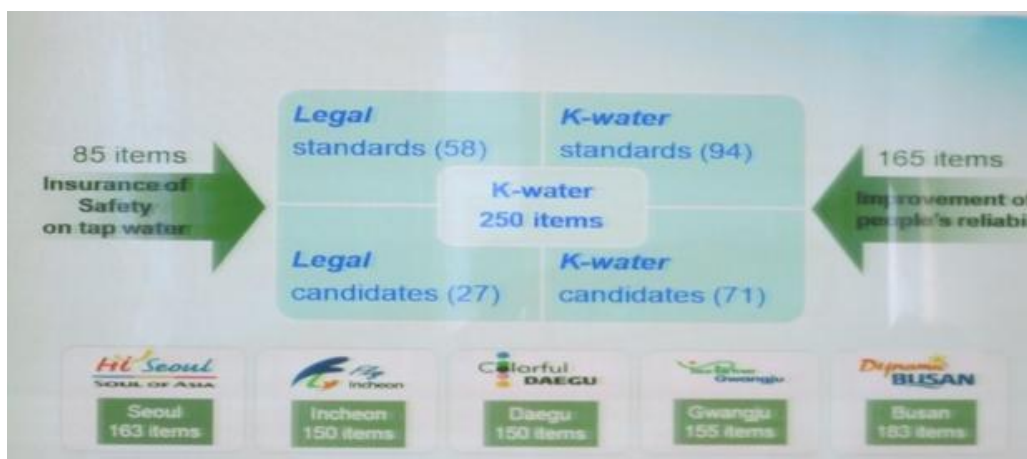 Legal
standards (58)
K-water
standards (94)
85 items
Insurance of
Safety
on tap water
165 items
Improvement of
people's reliabi
K-water
250 items
Legal
candidates (27)
K-water
candidates (71)
Hi Seoul
SOUL OF ASIA
Fly
Incheon
Colorful
DAEGU
Gwangju
Dynamic
BUSAN
Seoul
163 items
Incheon
150 items
Daegu
150 items
Gwangju
155 items
Busan
183 items